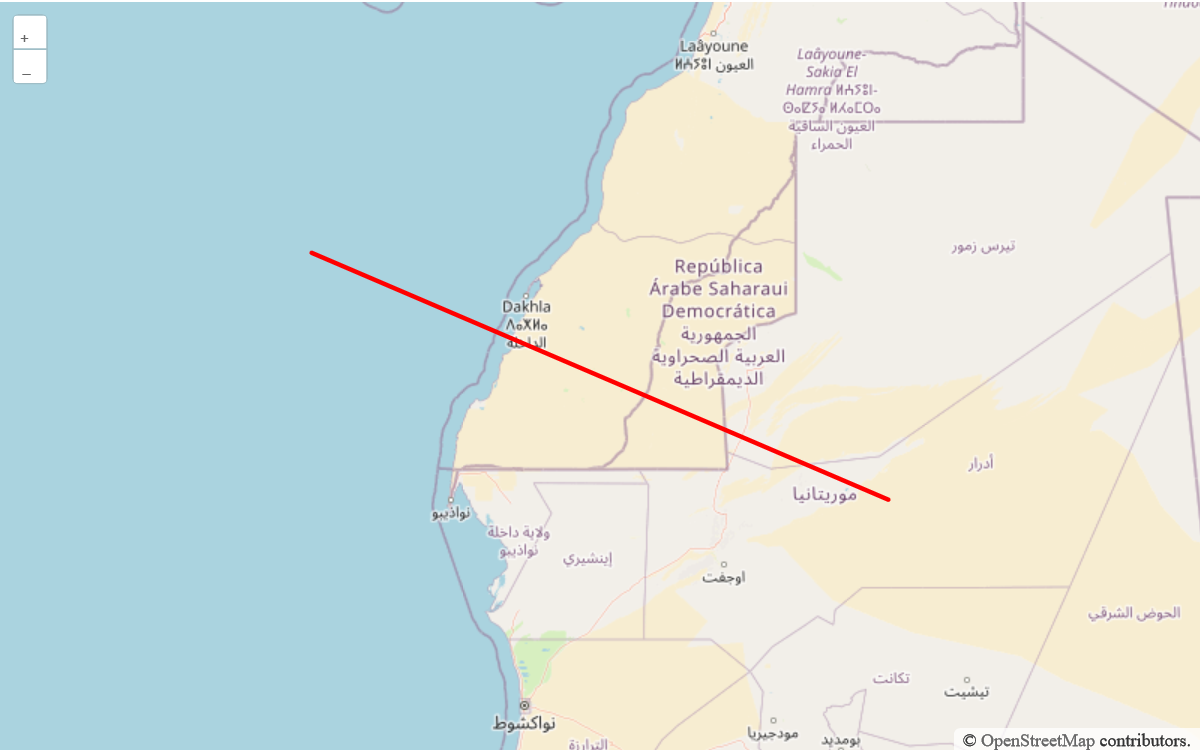 +
–
Laâyoune
ⵍⵄⵢⵓⵏ العيون
Laâyoune-
Sakia El
Hamra ⵍⵄⵢⵓⵏ-
ⵙⴰⵇⵢⴰ ⵍⵃⴰⵎⵔⴰ
العيون الساقية
الحمراء
تيرس زمور
República
Árabe Saharaui
Democrática
الجمهورية
العربية الصحراوية
الديمقراطية
Dakhla
ⴷⴰⵅⵍⴰ
الداخلة
أدرار
موريتانيا
نواذيبو
ولاية داخلة
نواذيبو
إينشيري
اوجفت
الحوض الشرقي
تكانت
تيشيت
نواكشوط
مودجيريا
بومديد
الترارزة
© OpenStreetMap contributors.